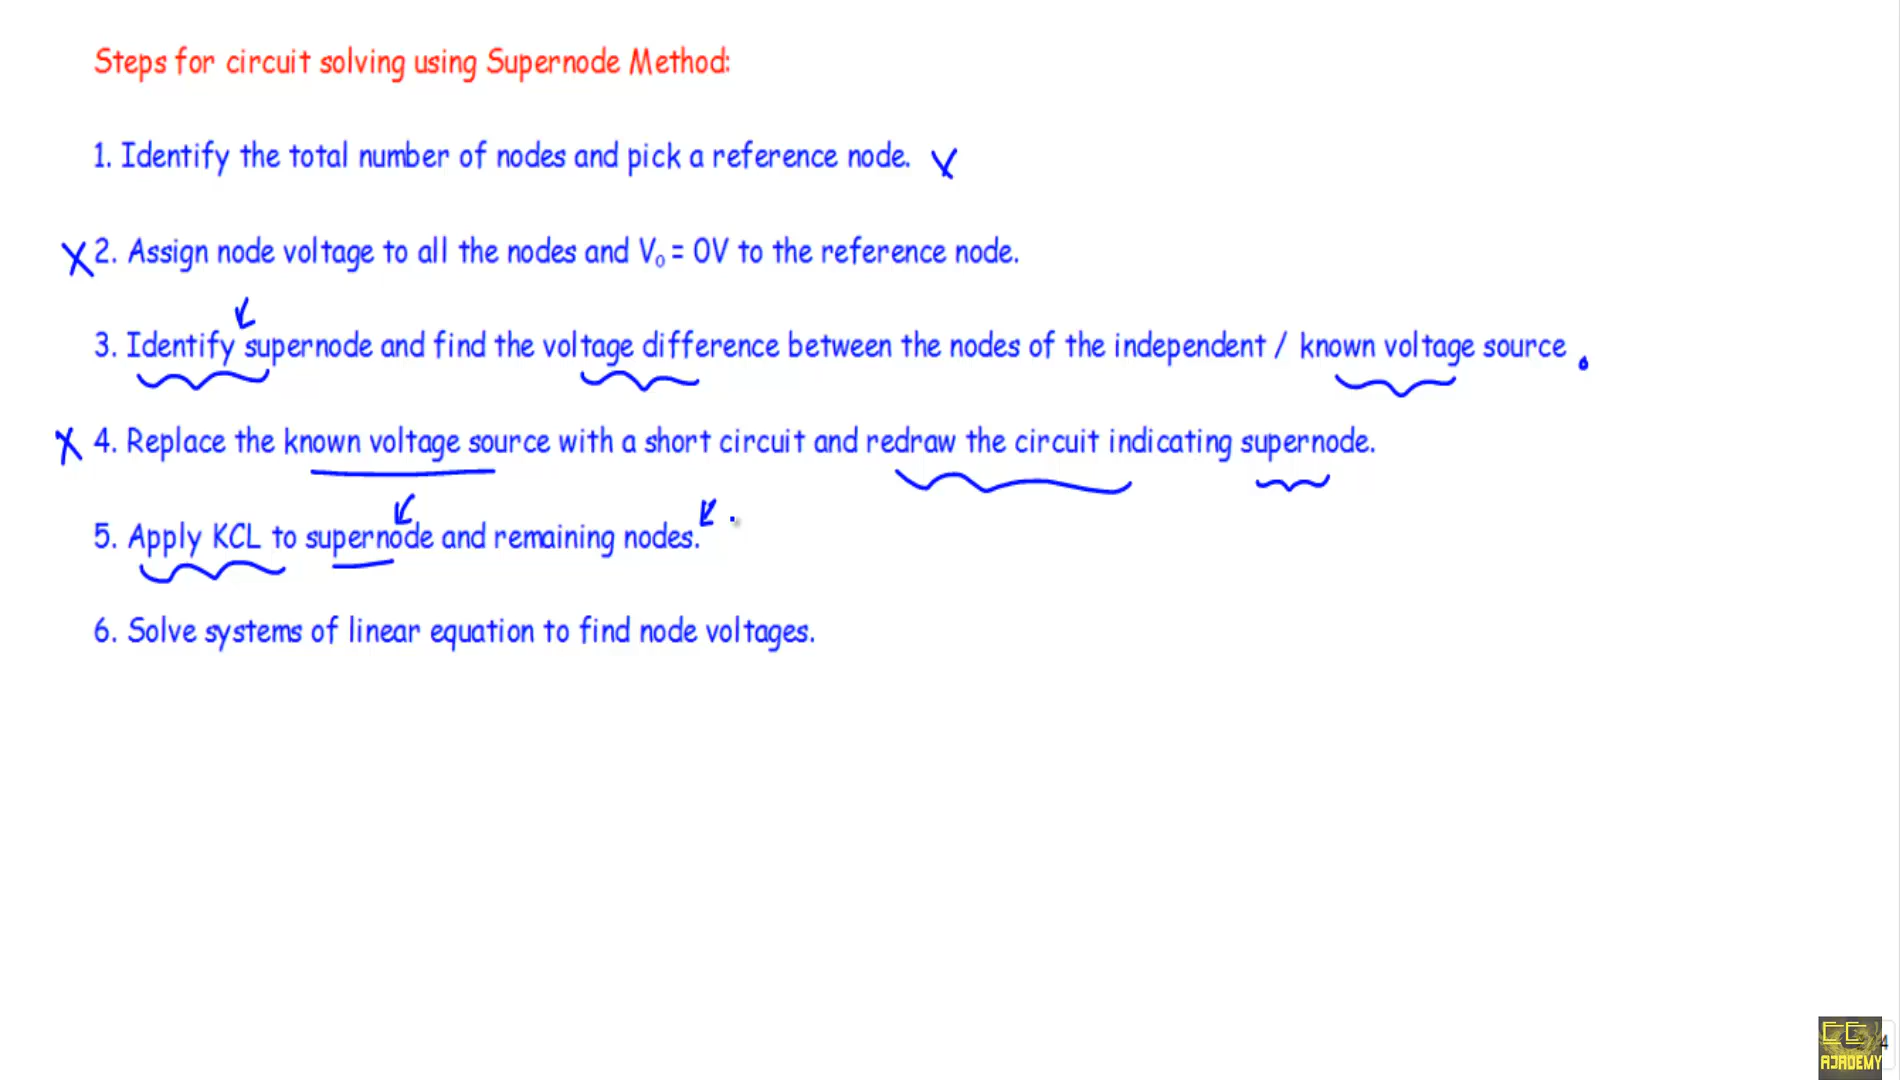 Steps for circuit solving using Supernode Method:
1. Identify the total number of nodes and pick a reference node. X
X 2. Assign node voltage to all the nodes and V₀ = 0V to the reference node.
3. Identify supernode and find the voltage difference between the nodes of the independent / known voltage source
X 4. Replace the known voltage source with a short circuit and redraw the circuit indicating supernode.
5. Apply KCL to supernode and remaining nodes.
6. Solve systems of linear equation to find node voltages.
EE
AJADEMY